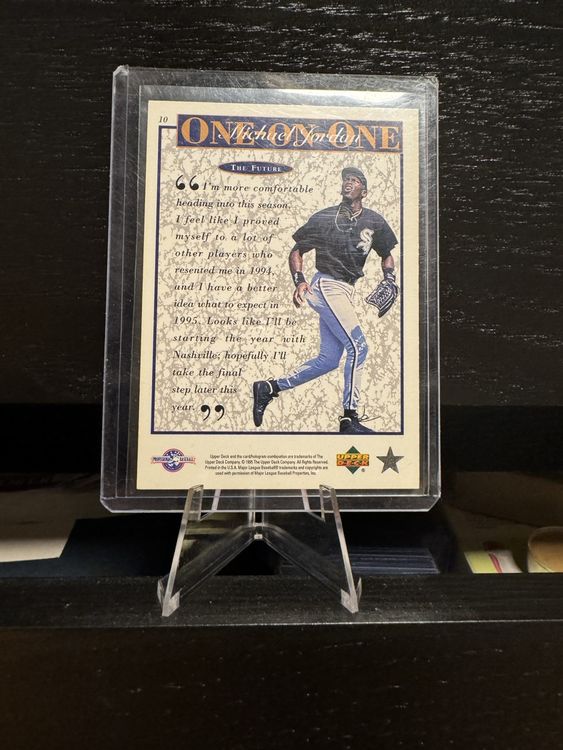 10
ONE ON ONE
Michael Jordan
THE FUTURE
“I'm more comfortable
heading into this season.
I feel like I proved
myself to a lot of
other players who
resented me in 1994,
and I have a better
idea what to expect in
1995. Looks like I'll be
starting the year with
Nashville; hopefully I'll
take the final
step later this
year.”
Upper Deck and the card/hologram combination are trademarks of The
Upper Deck Company. © 1995 The Upper Deck Company. All Rights Reserved.
Printed in the U.S.A. Major League Baseball trademarks and copyrights are
used with permission of Major League Baseball Properties, Inc.
PROFESSIONAL BASEBALL
UPPER
DECK
®
Sox